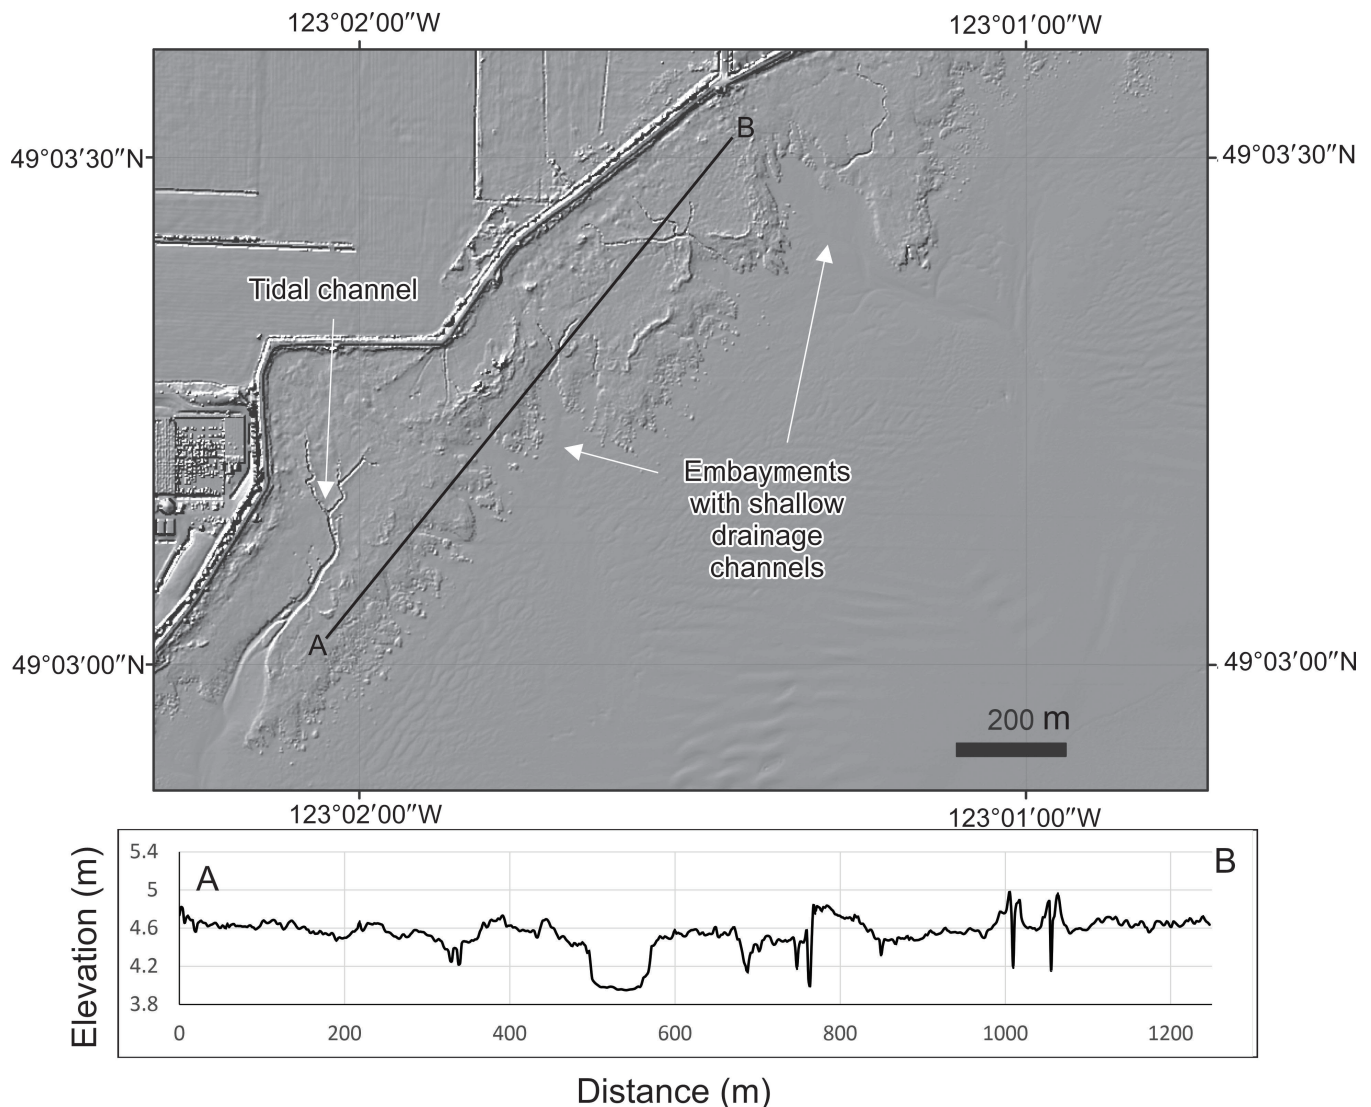 123°02′00″W 123°01′00″W
B
49°03′30″N 49°03′30″N
Tidal channel
Embayments
with shallow
drainage
channels
A
49°03′00″N 49°03′00″N
200 m
123°02′00″W 123°01′00″W
5.4
A B
5
4.6
4.2
3.8
Elevation (m)
0 200 400 600 800 1000 1200
Distance (m)